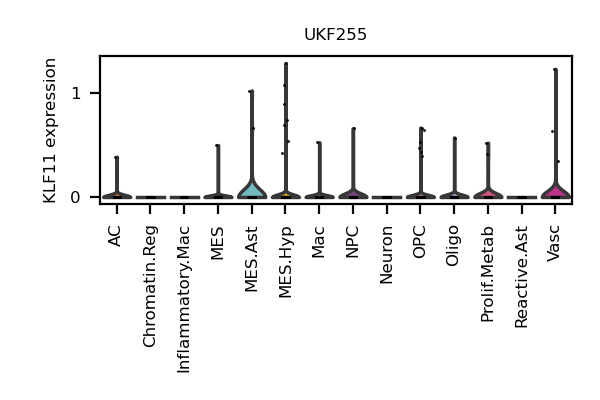 UKF255
KLF11 expression
1
0
AC
Chromatin.Reg
Inflammatory.Mac
MES
MES.Ast
MES.Hyp
Mac
NPC
Neuron
OPC
Oligo
Prolif.Metab
Reactive.Ast
Vasc